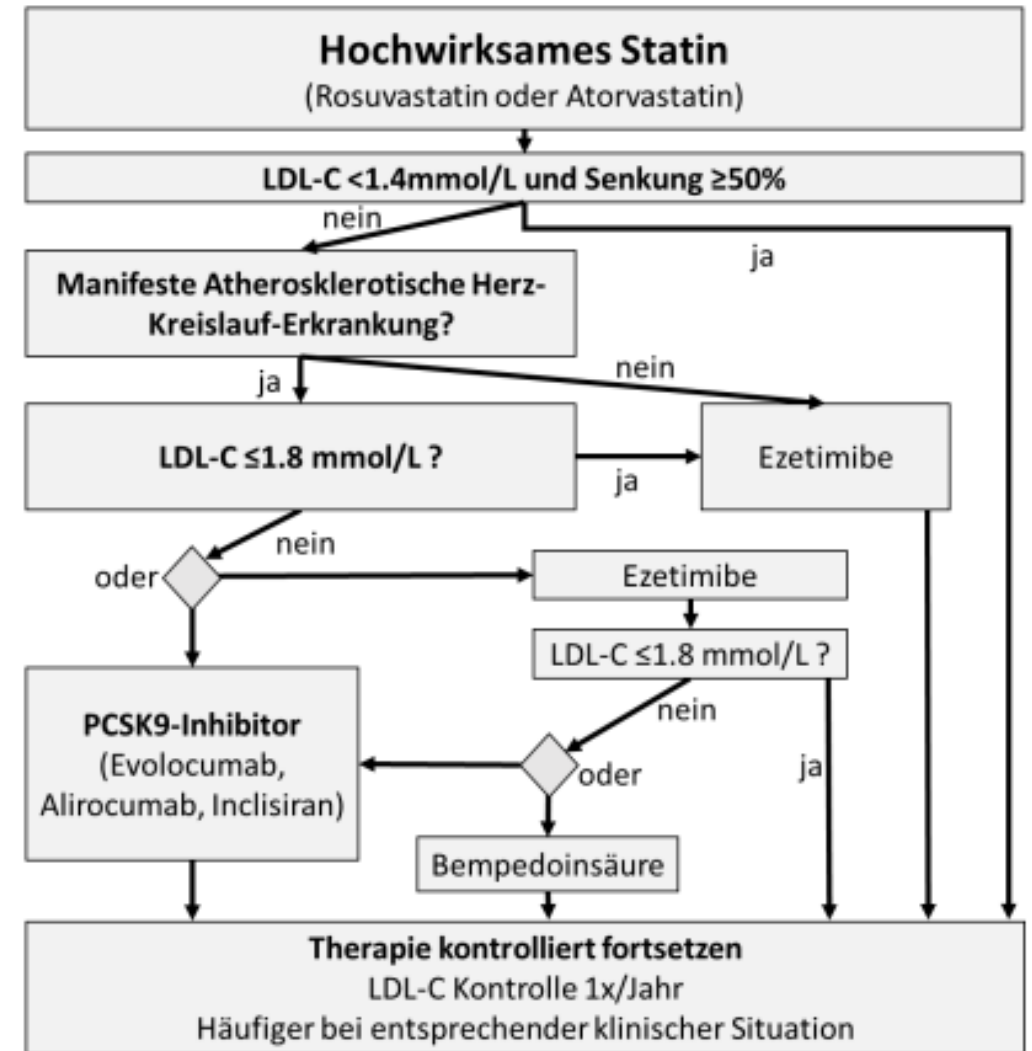 Hochwirksames Statin
(Rosuvastatin oder Atorvastatin)
LDL-C <1.4mmol/L und Senkung ≥50%
nein
ja
Manifeste Atherosklerotische Herz-
Kreislauf-Erkrankung?
nein
ja
LDL-C ≤1.8 mmol/L ?
ja
Ezetimibe
nein
oder
Ezetimibe
LDL-C ≤1.8 mmol/L ?
nein
ja
oder
PCSK9-Inhibitor
(Evolocumab,
Alirocumab, Inclisiran)
Bempedoinsäure
Therapie kontrolliert fortsetzen
LDL-C Kontrolle 1x/Jahr
Häufiger bei entsprechender klinischer Situation